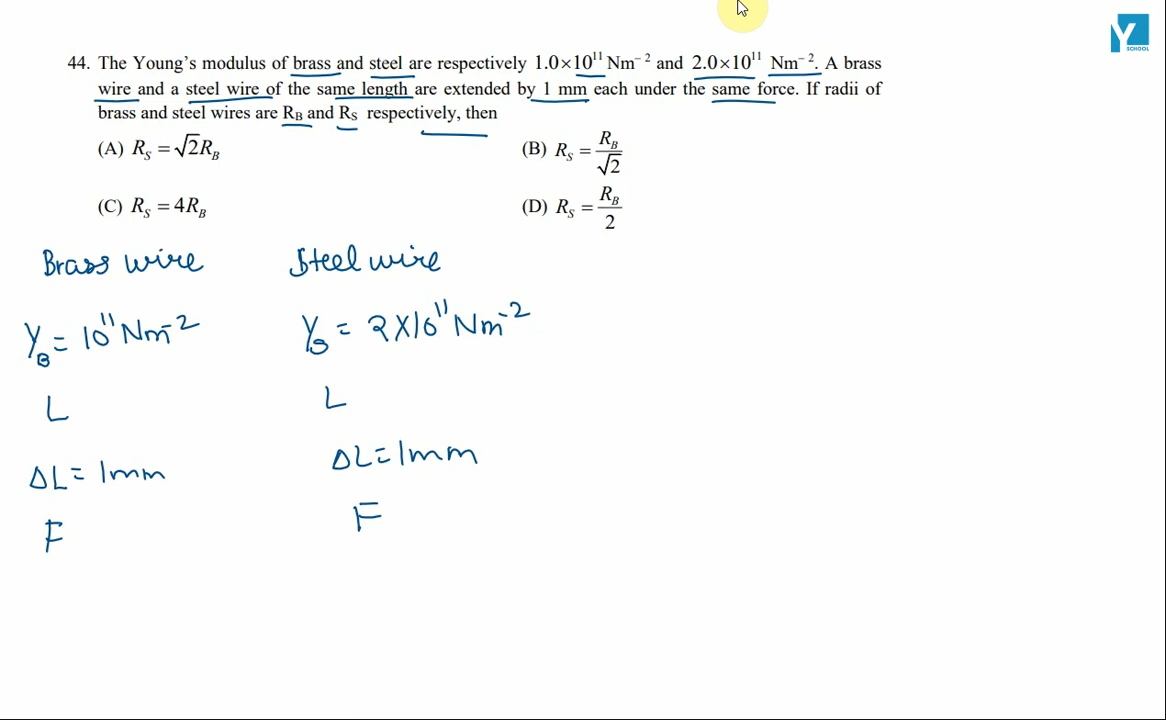 Y
SCHOOL
44. The Young's modulus of brass and steel are respectively 1.0×10¹¹ Nm⁻² and 2.0×10¹¹ Nm⁻². A brass
wire and a steel wire of the same length are extended by 1 mm each under the same force. If radii of
brass and steel wires are R_B and R_S respectively, then
(A) R_S = √2R_B (B) R_S = R_B/√2
(C) R_S = 4R_B (D) R_S = R_B/2
Brass wire Steel wire
Y_B = 10¹¹ Nm⁻² Y_S = 2×10¹¹ Nm⁻²
L L
ΔL = 1mm ΔL = 1mm
F F